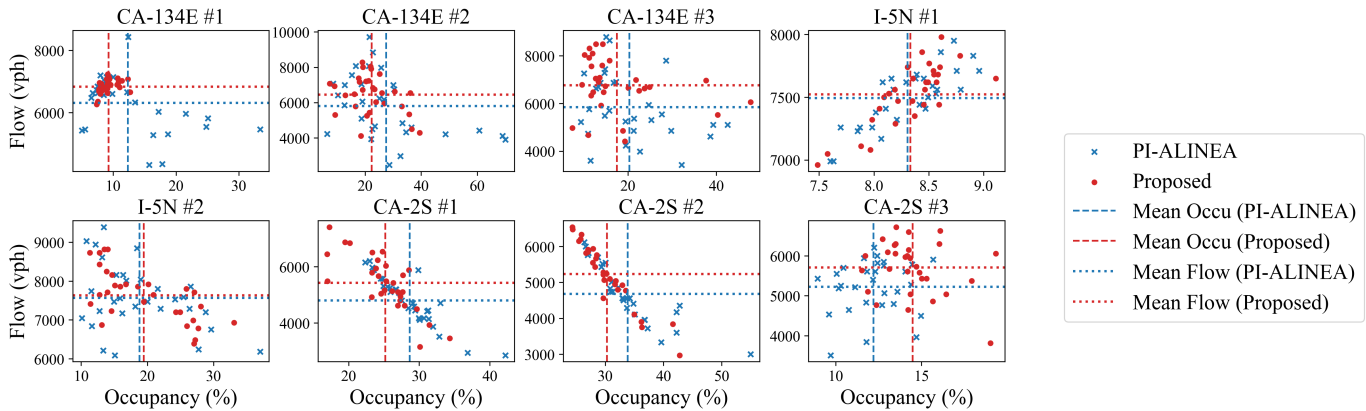 CA-134E #1
CA-134E #2
CA-134E #3
I-5N #1
Flow (vph)
8000
6000
10
20
30
10000
8000
6000
4000
0
20
40
60
8000
6000
4000
20
40
8000
7500
7000
7.5
8.0
8.5
9.0
I-5N #2
CA-2S #1
CA-2S #2
CA-2S #3
Flow (vph)
9000
8000
7000
6000
10
20
30
6000
4000
20
30
40
6000
5000
4000
3000
30
40
50
6000
5000
4000
10
15
Occupancy (%)
Occupancy (%)
Occupancy (%)
Occupancy (%)
PI-ALINEA
Proposed
Mean Occu (PI-ALINEA)
Mean Occu (Proposed)
Mean Flow (PI-ALINEA)
Mean Flow (Proposed)